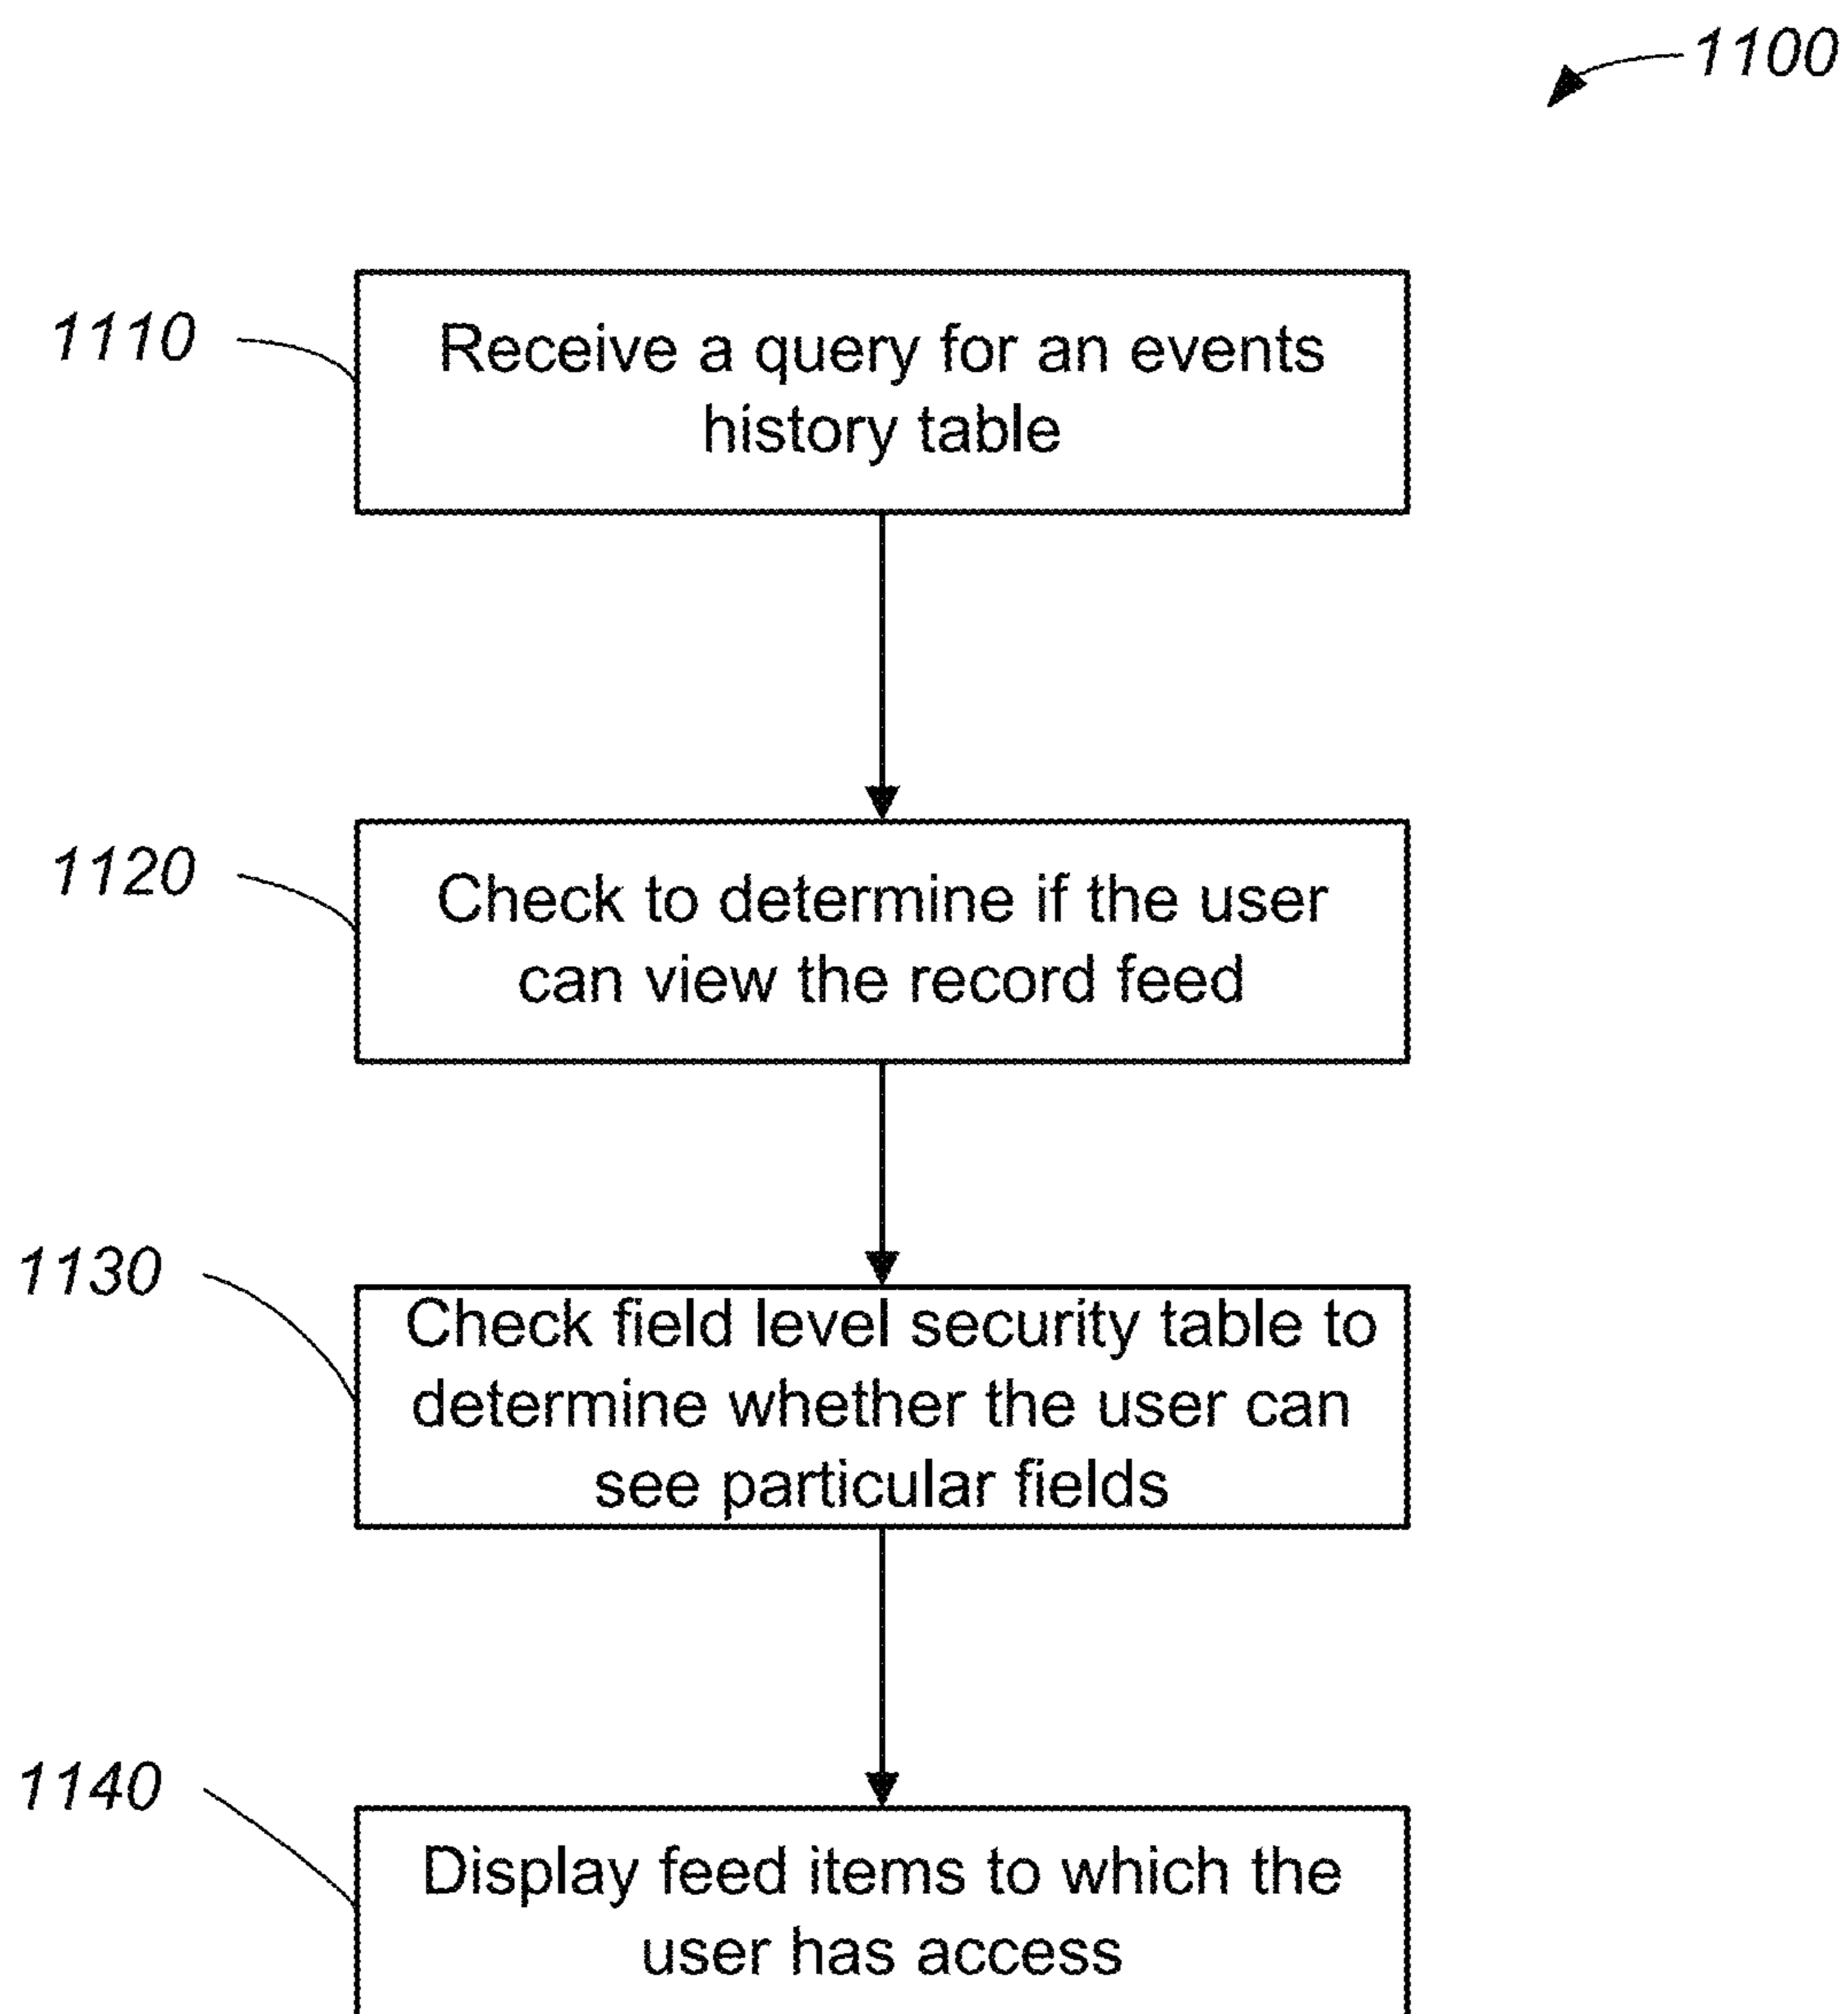 1100
1110
Receive a query for an events
history table
1120
Check to determine if the user
can view the record feed
1130
Check field level security table to
determine whether the user can
see particular fields
1140
Display feed items to which the
user has access